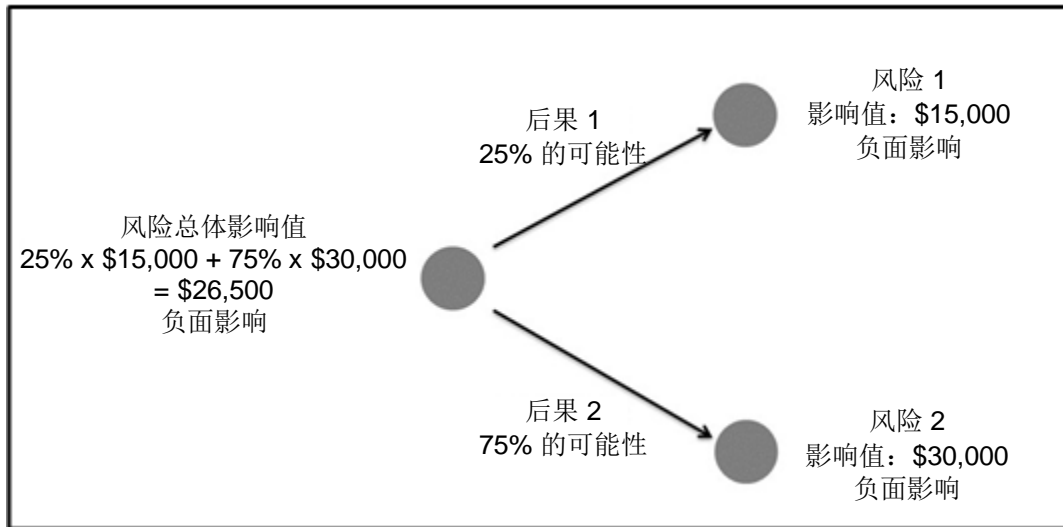 风险 1
影响值：$15,000
负面影响
后果 1
25% 的可能性
风险总体影响值
25% x $15,000 + 75% x $30,000
= $26,500
负面影响
后果 2
75% 的可能性
风险 2
影响值：$30,000
负面影响